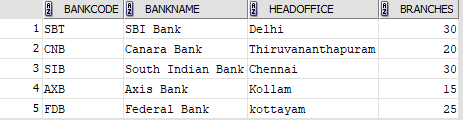 BANKCODE BANKNAME HEADOFFICE BRANCHES
1 SBT SBI Bank Delhi 30
2 CNB Canara Bank Thiruvananthapuram 20
3 SIB South Indian Bank Chennai 30
4 AXB Axis Bank Kollam 15
5 FDB Federal Bank kottayam 25